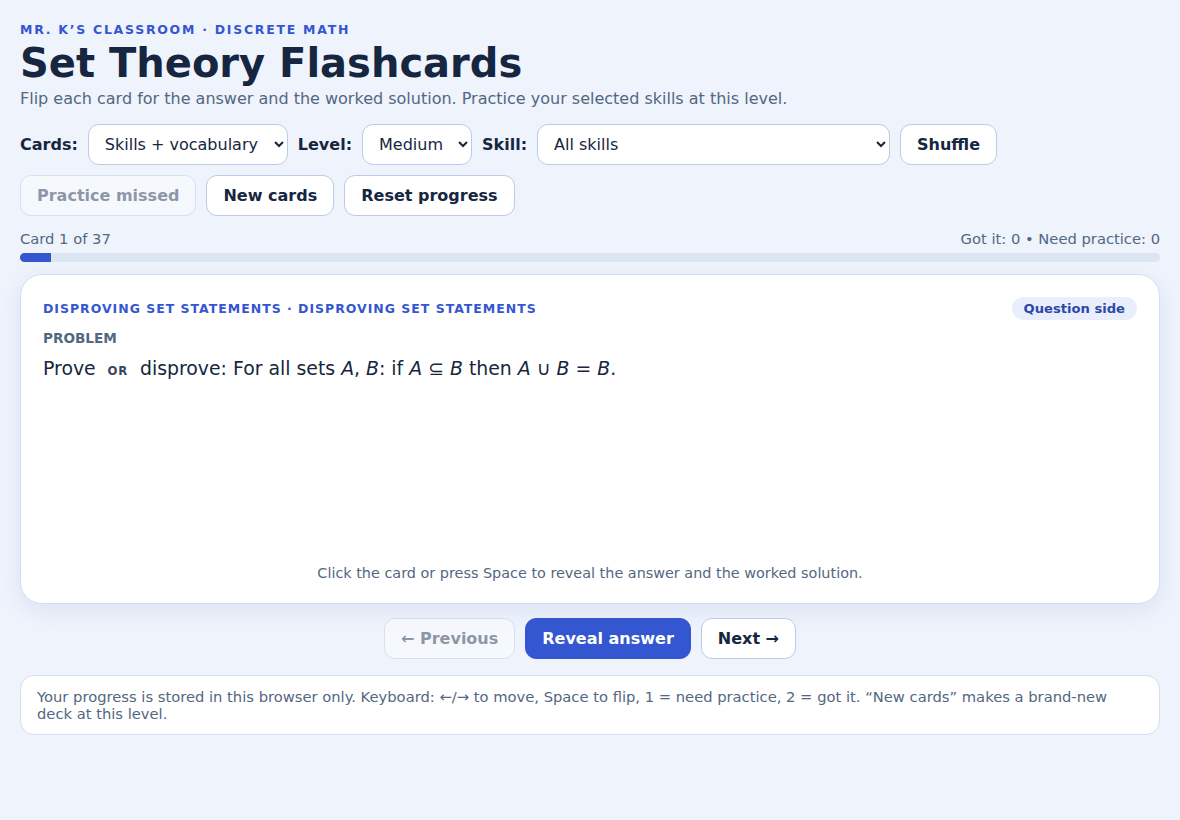 MR. K’S CLASSROOM · DISCRETE MATH
Set Theory Flashcards
Flip each card for the answer and the worked solution. Practice your selected skills at this level.
Cards: Skills + vocabulary Level: Medium Skill: All skills Shuffle
Practice missed New cards Reset progress
Card 1 of 37 Got it: 0 • Need practice: 0
DISPROVING SET STATEMENTS · DISPROVING SET STATEMENTS Question side
PROBLEM
Prove OR disprove: For all sets A, B: if A ⊆ B then A ∪ B = B.
Click the card or press Space to reveal the answer and the worked solution.
← Previous Reveal answer Next →
Your progress is stored in this browser only. Keyboard: ←/→ to move, Space to flip, 1 = need practice, 2 = got it. “New cards” makes a brand-new
deck at this level.